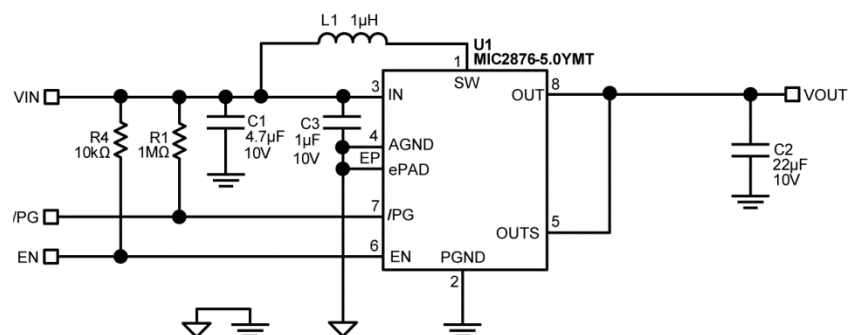 L1 1µH
U1
MIC2876-5.0YMT
1
SW
VIN
3
IN
OUT
8
VOUT
R4
10kΩ
R1
1MΩ
C1
4.7µF
10V
C3
1µF
10V
4
AGND
EP
ePAD
C2
22µF
10V
/PG
7
/PG
OUTS
5
EN
6
EN
PGND
2